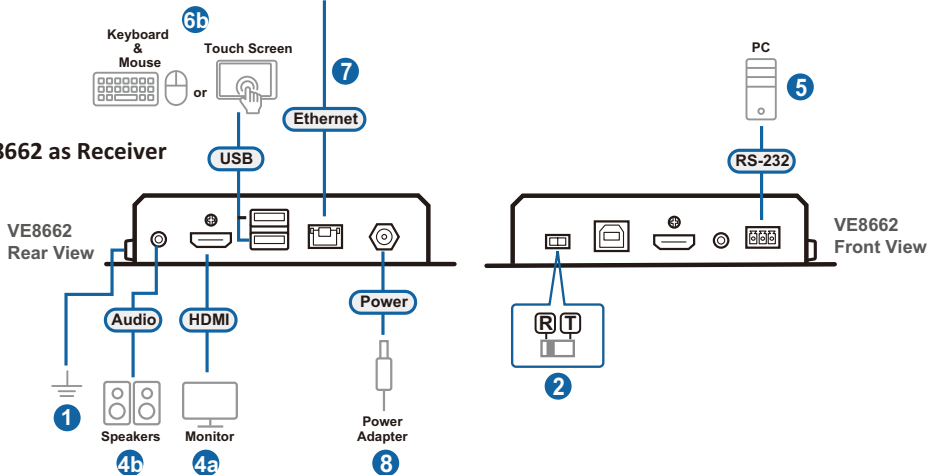 6b
Keyboard
&
Mouse
or
Touch Screen
7
Ethernet
PC
5
8662 as Receiver
USB
RS-232
VE8662
Rear View
VE8662
Front View
Audio
HDMI
Power
R T
2
1
Speakers
4b
Monitor
4a
Power
Adapter
8